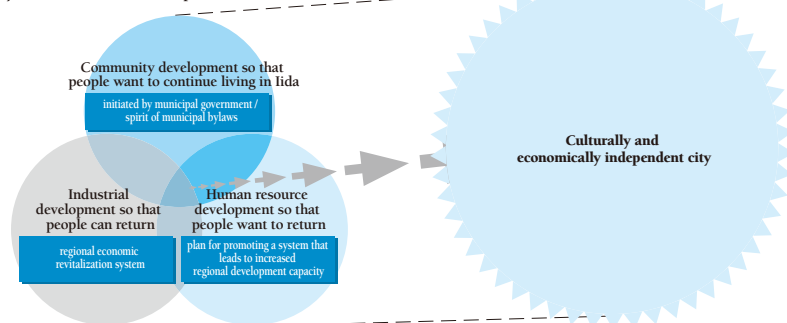 Community development so that
people want to continue living in Iida
initiated by municipal government /
spirit of municipal bylaws
Industrial
development so that
people can return
regional economic
revitalization system
Human resource
development so that
people want to return
plan for promoting a system that
leads to increased
regional development capacity
Culturally and
economically independent city